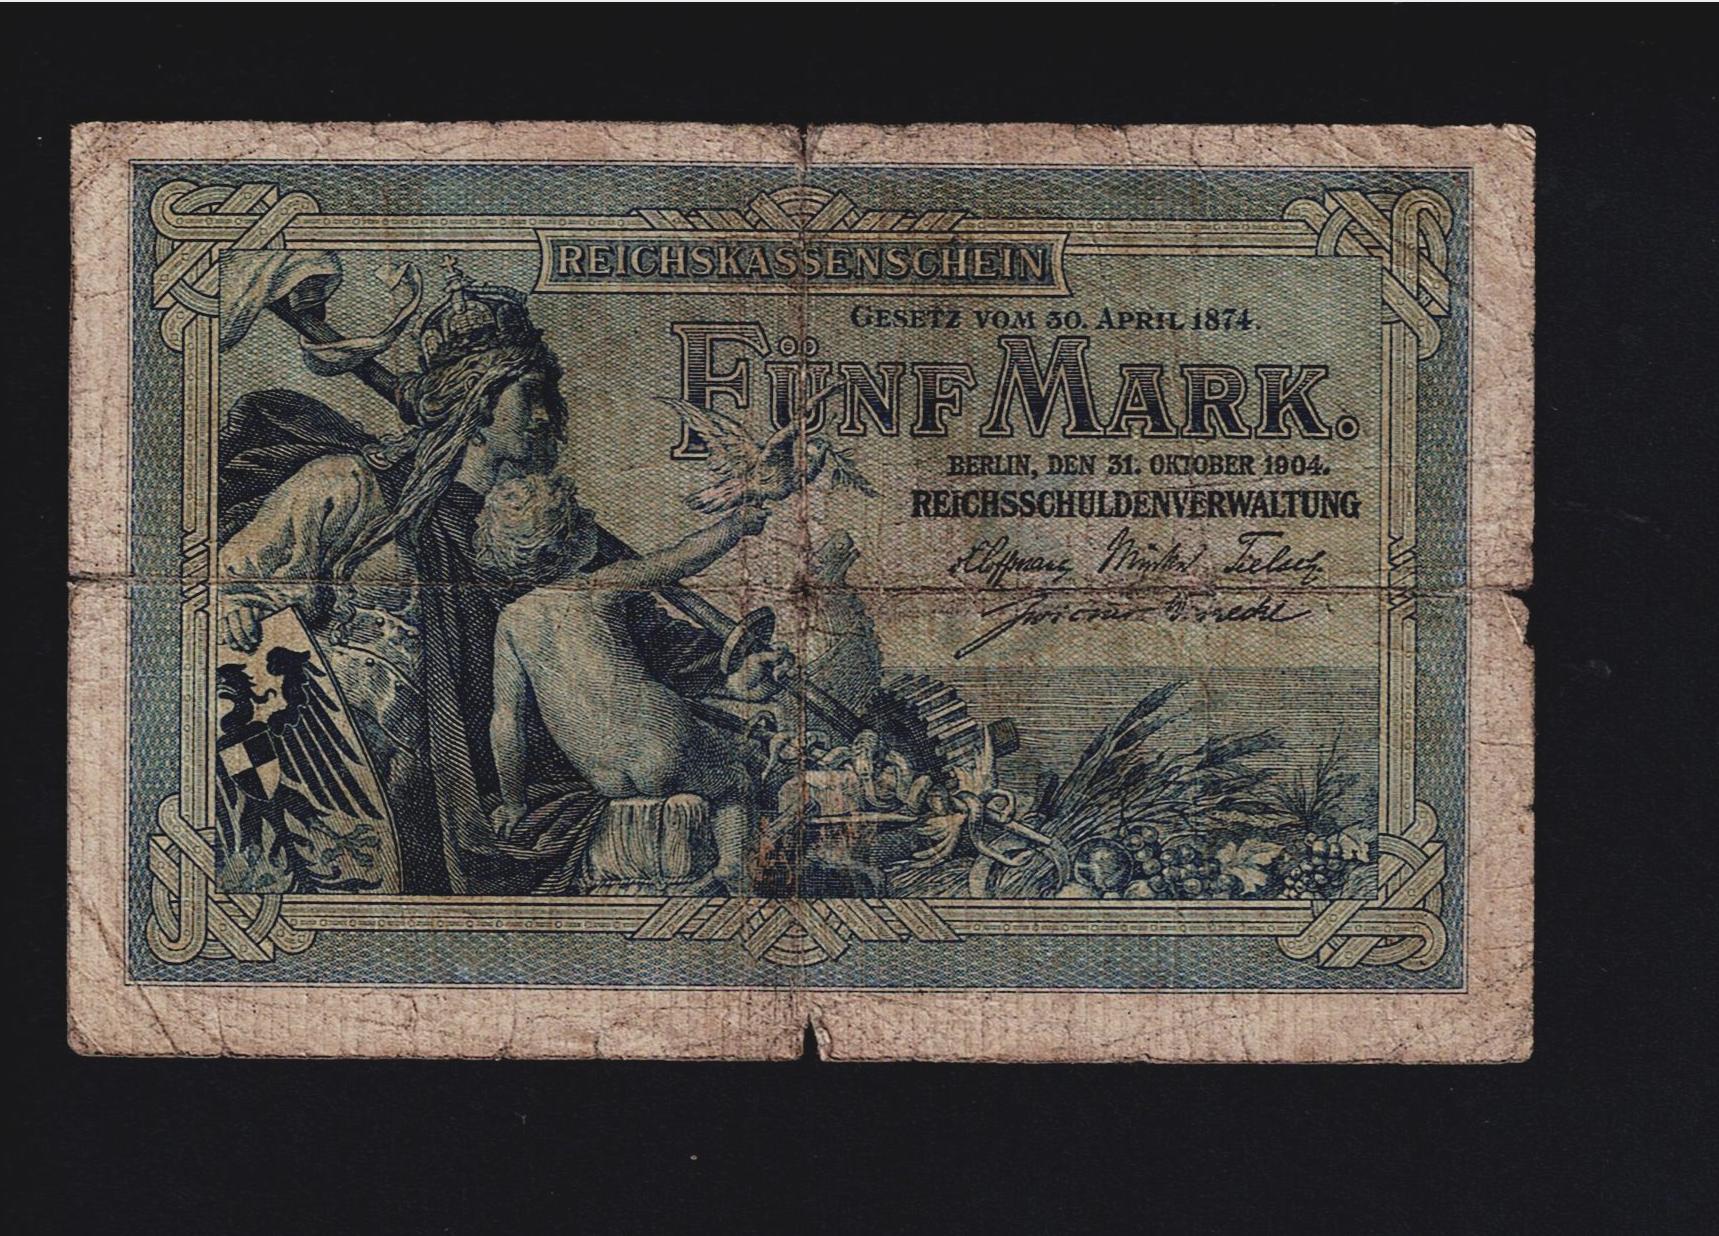 REICHSKASSENSCHEIN
GESETZ VOM 30. APRIL 1874.
FÜNF MARK.
BERLIN, DEN 31. OKTOBER 1904.
REICHSSCHULDENVERWALTUNG